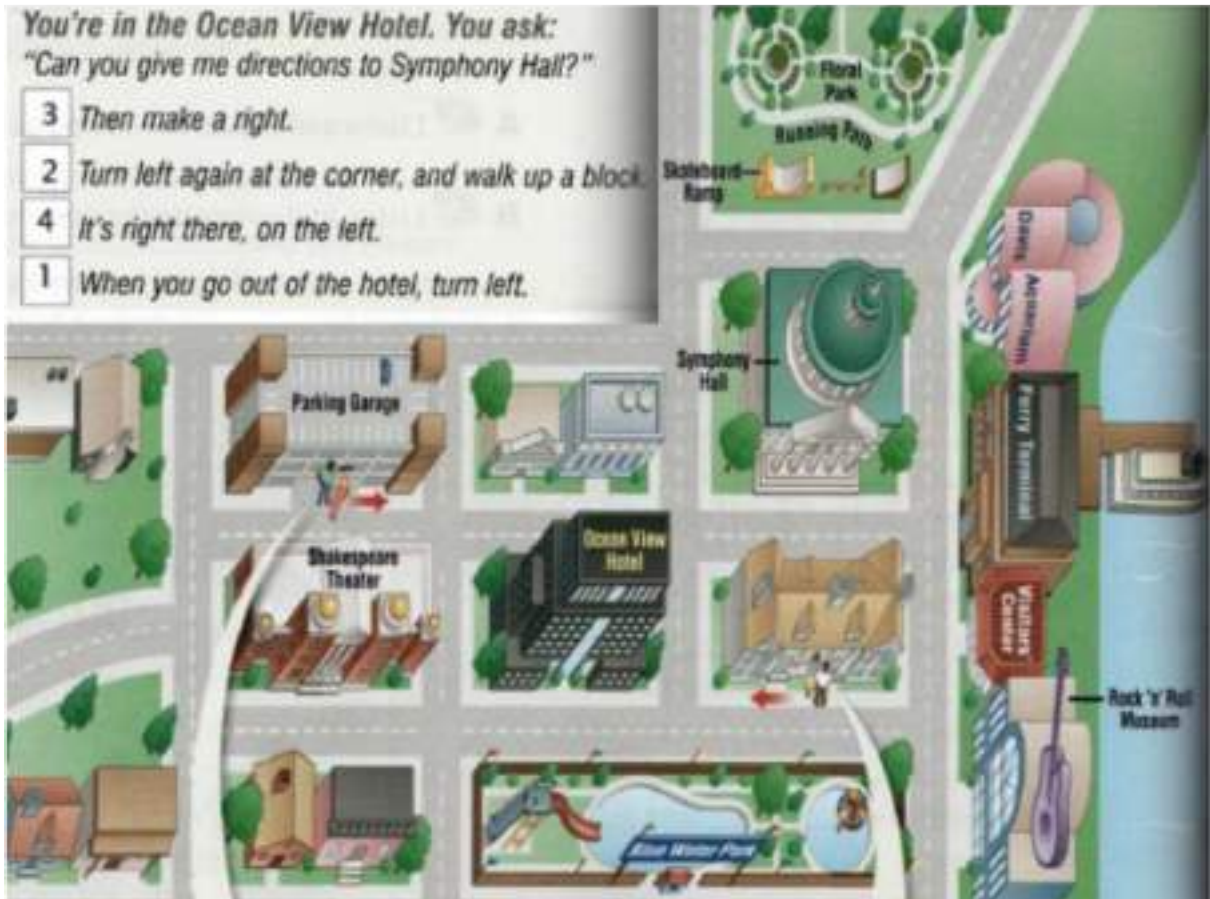 You're in the Ocean View Hotel. You ask:
"Can you give me directions to Symphony Hall?"
3 Then make a right.
2 Turn left again at the corner, and walk up a block.
4 It's right there, on the left.
1 When you go out of the hotel, turn left.
Floral
Park
Running Path
Skateboard
Ramp
Davis Aquarium
Symphony
Hall
Parking Garage
Ferry Terminal
Ocean View
Hotel
Shakespeare
Theater
Visitors
Center
Rock 'n' Roll
Museum
Blue Water Park